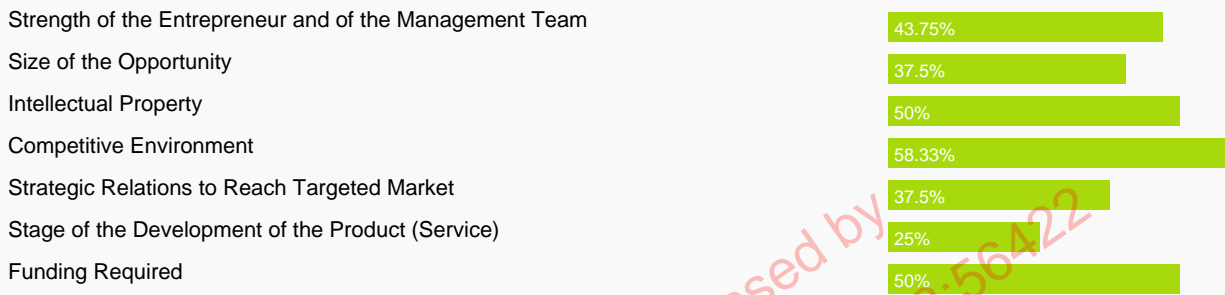 Strength of the Entrepreneur and of the Management Team 43.75%
Size of the Opportunity 37.5%
Intellectual Property 50%
Competitive Environment 58.33%
Strategic Relations to Reach Targeted Market 37.5%
Stage of the Development of the Product (Service) 25%
Funding Required 50%
by